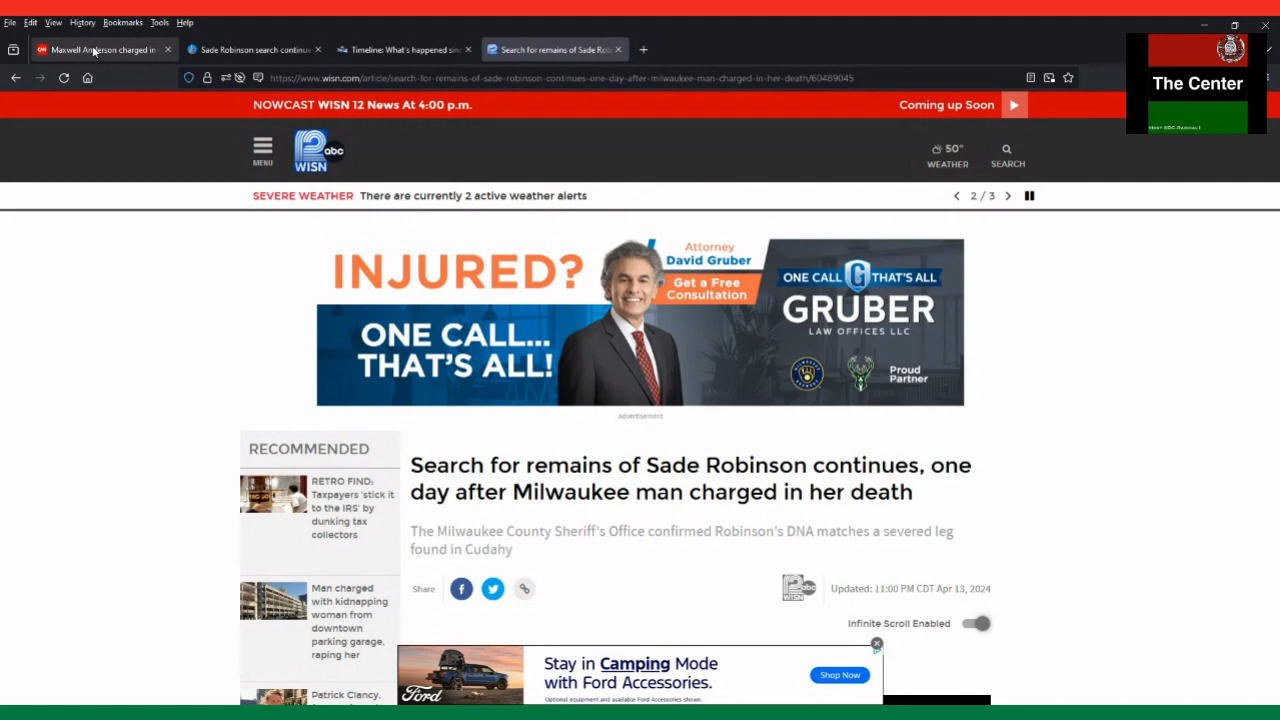 File Edit View History Bookmarks Tools Help
Maxwell Anderson charged in
Sade Robinson search continue
Timeline: What's happened sinc
Search for remains of Sade Rob
https://www.wisn.com/article/search-for-remains-of-sade-robinson-continues-one-day-after-milwaukee-man-charged-in-her-death/60489045
The Center
NOWCAST WISN 12 News At 4:00 p.m.
Coming up Soon
MENU
12 abc
WISN
50°
WEATHER
SEARCH
SEVERE WEATHER There are currently 2 active weather alerts
2 / 3
INJURED?
ONE CALL...
THAT'S ALL!
Attorney
David Gruber
Get a Free
Consultation
ONE CALL G THAT'S ALL
GRUBER
LAW OFFICES LLC
Proud
Partner
Advertisement
RECOMMENDED
RETRO FIND:
Taxpayers 'stick it
to the IRS' by
dunking tax
collectors
Man charged
with kidnapping
woman from
downtown
parking garage,
raping her
Patrick Clancy,
Search for remains of Sade Robinson continues, one
day after Milwaukee man charged in her death
The Milwaukee County Sheriff's Office confirmed Robinson's DNA matches a severed leg
found in Cudahy
Share
Updated: 11:00 PM CDT Apr 13, 2024
Infinite Scroll Enabled
Ford
Stay in Camping Mode
with Ford Accessories.
Optional equipment and available Ford Accessories shown.
Shop Now